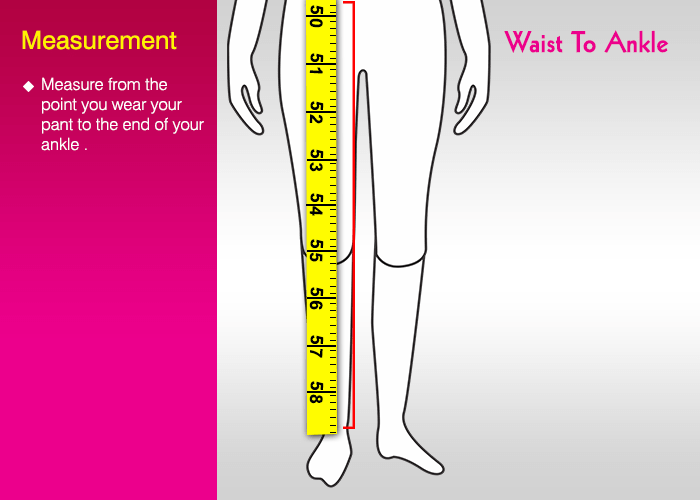 Measurement
◆ Measure from the
point you wear your
pant to the end of your
ankle .
Waist To Ankle
50
51
52
53
54
55
56
57
58